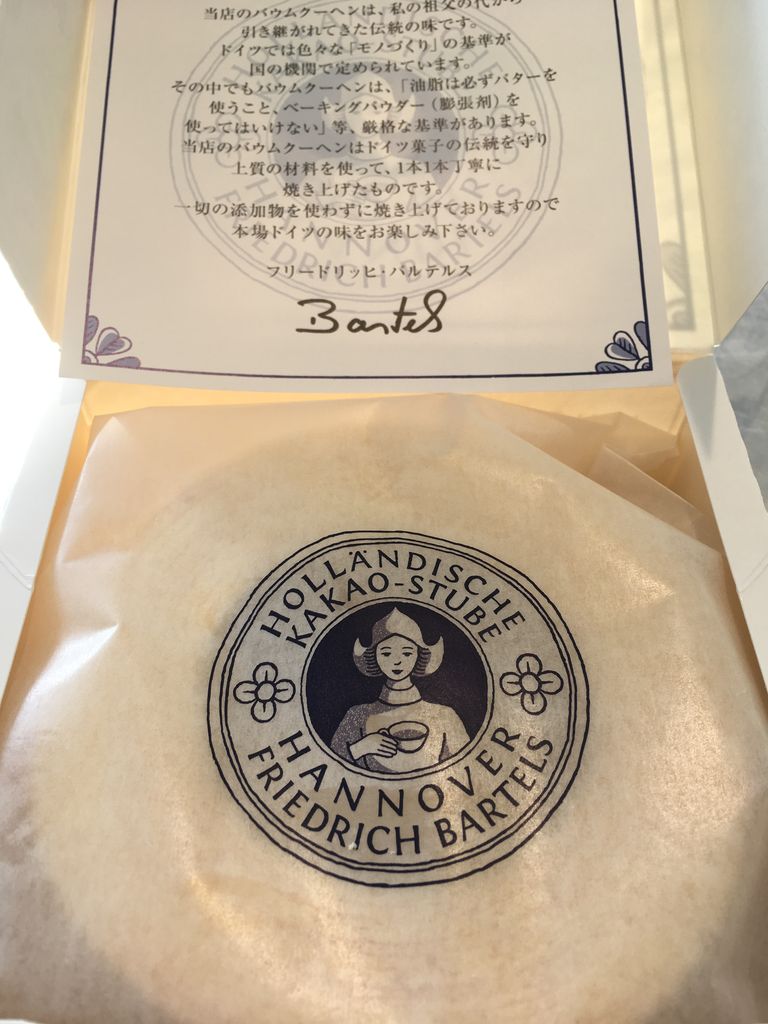 当店のバウムクーヘンは、私の祖父の代から
引き継がれてきた伝統の味です。
ドイツでは色々な「モノづくり」の基準が
国の機関で定められています。
その中でもバウムクーヘンは、「油脂は必ずバターを
使うこと、ベーキングパウダー（膨張剤）を
使ってはいけない」等、厳格な基準があります。
当店のバウムクーヘンはドイツ菓子の伝統を守り
上質の材料を使って、1本1本丁寧に
焼き上げたものです。
一切の添加物を使わずに焼き上げておりますので
本場ドイツの味をお楽しみ下さい。
フリードリッヒ・バルテルス
Bartels
HOLLÄNDISCHE
KAKAO-STUBE
HANNOVER
FRIEDRICH BARTELS